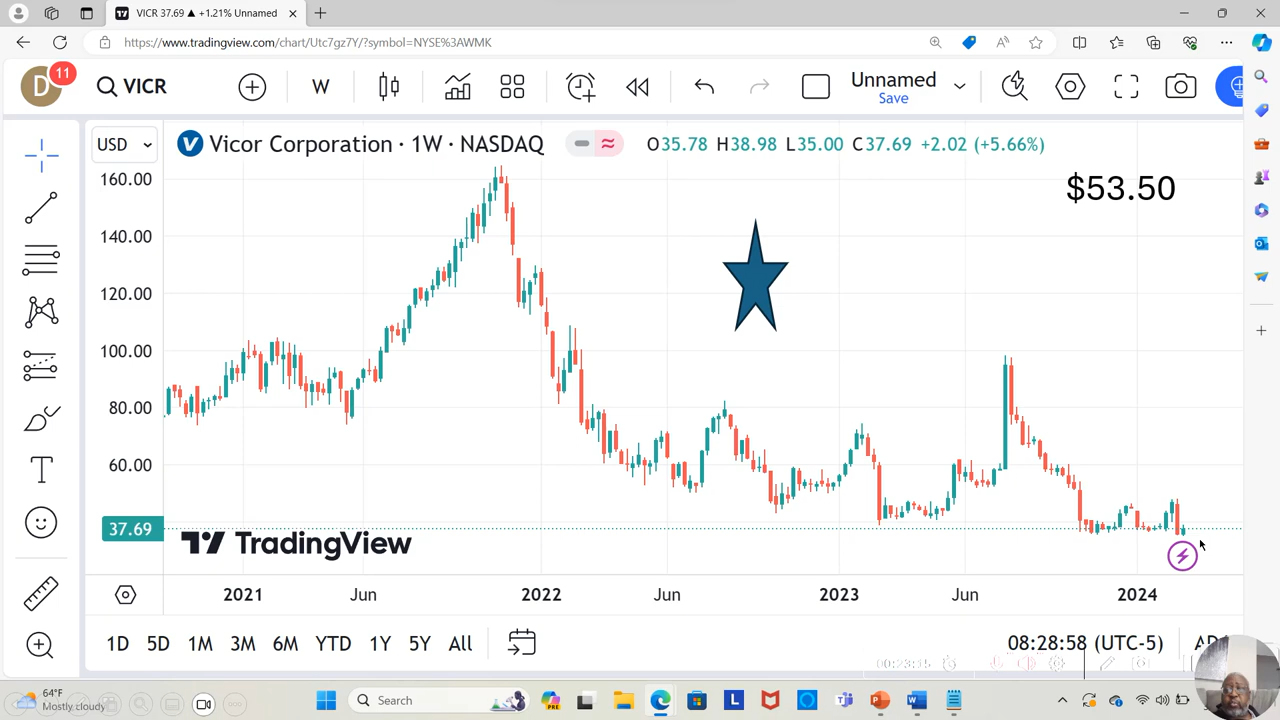 VICR 37.69 ▲ +1.21% Unnamed
https://www.tradingview.com/chart/Utc7gz7Y/?symbol=NYSE%3AWMK
D 11 VICR W Unnamed
Save
USD Vicor Corporation · 1W · NASDAQ O35.78 H38.98 L35.00 C37.69 +2.02 (+5.66%)
$53.50
160.00
140.00
120.00
100.00
80.00
60.00
37.69
TradingView
2021 Jun 2022 Jun 2023 Jun 2024
1D 5D 1M 3M 6M YTD 1Y 5Y All 08:28:58 (UTC-5)
64°F
Mostly cloudy
Search